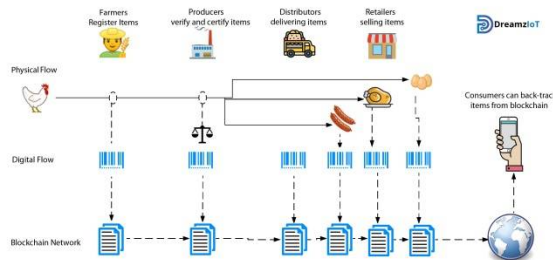 Farmers
Register Items
Producers
verify and certify items
Distributors
delivering items
Retailers
selling items
DreamzIoT
Physical Flow
Consumers can back-trac
items from blockchain
Digital Flow
Blockchain Network